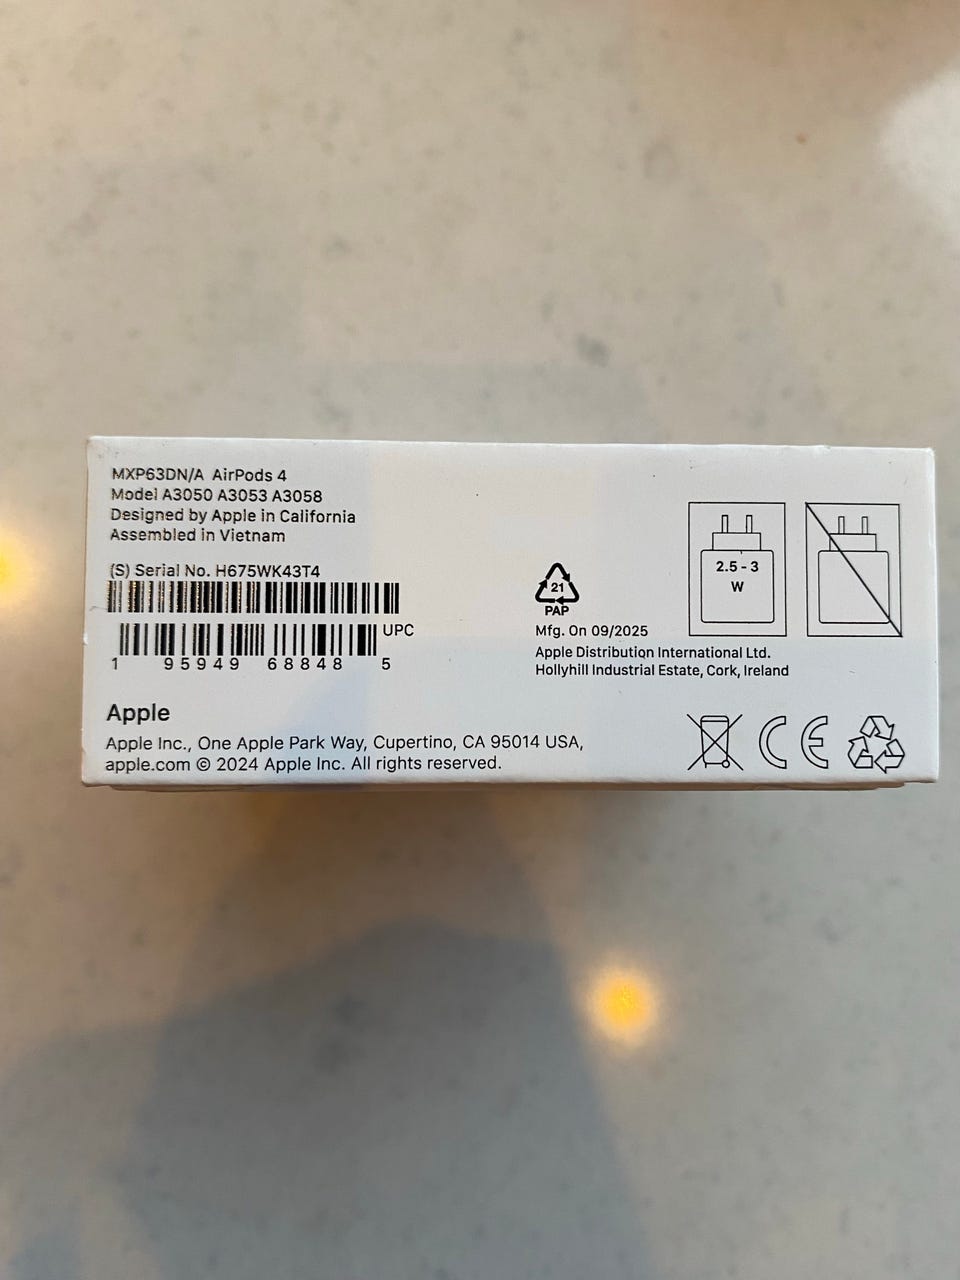 MXP63DN/A AirPods 4
Model A3050 A3053 A3058
Designed by Apple in California
Assembled in Vietnam
(S) Serial No. H675WK43T4
UPC
1 95949 68848 5
Apple
Apple Inc., One Apple Park Way, Cupertino, CA 95014 USA,
apple.com © 2024 Apple Inc. All rights reserved.
21
PAP
Mfg. On 09/2025
Apple Distribution International Ltd.
Hollyhill Industrial Estate, Cork, Ireland
2.5 - 3
W
CE